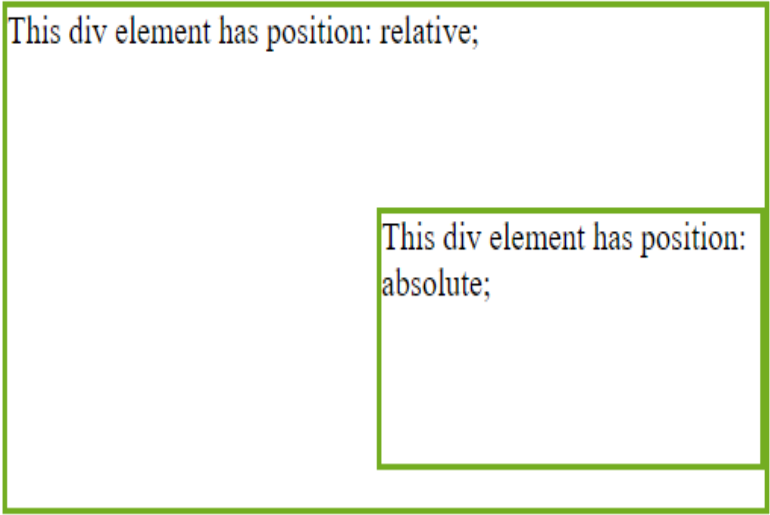 This div element has position: relative;
This div element has position:
absolute;